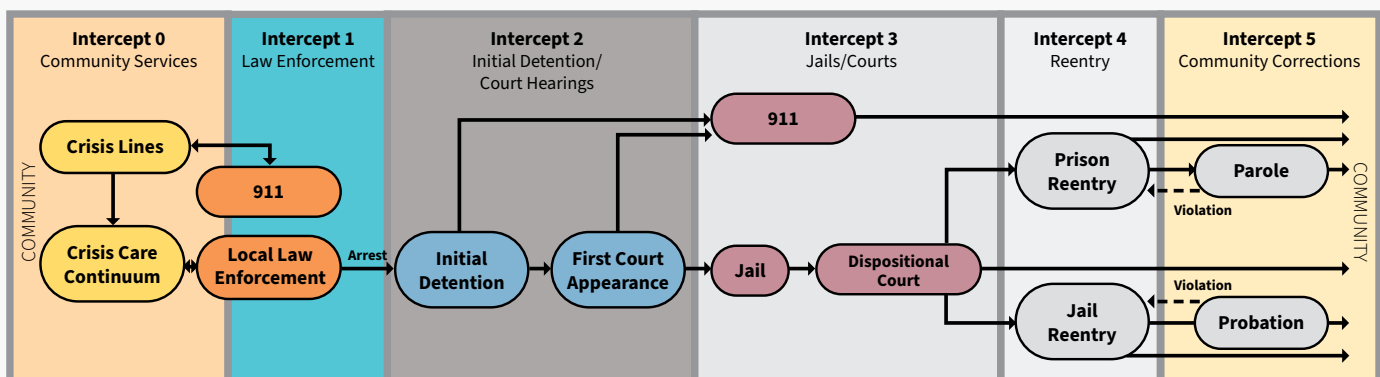 Intercept 0
Community Services
Intercept 1
Law Enforcement
Intercept 2
Initial Detention/
Court Hearings
Intercept 3
Jails/Courts
Intercept 4
Reentry
Intercept 5
Community Corrections
COMMUNITY
Crisis Lines
911
Crisis Care
Continuum
Local Law
Enforcement
Arrest
Initial
Detention
First Court
Appearance
911
Jail
Dispositional
Court
Prison
Reentry
Parole
Violation
Violation
Jail
Reentry
Probation
COMMUNITY